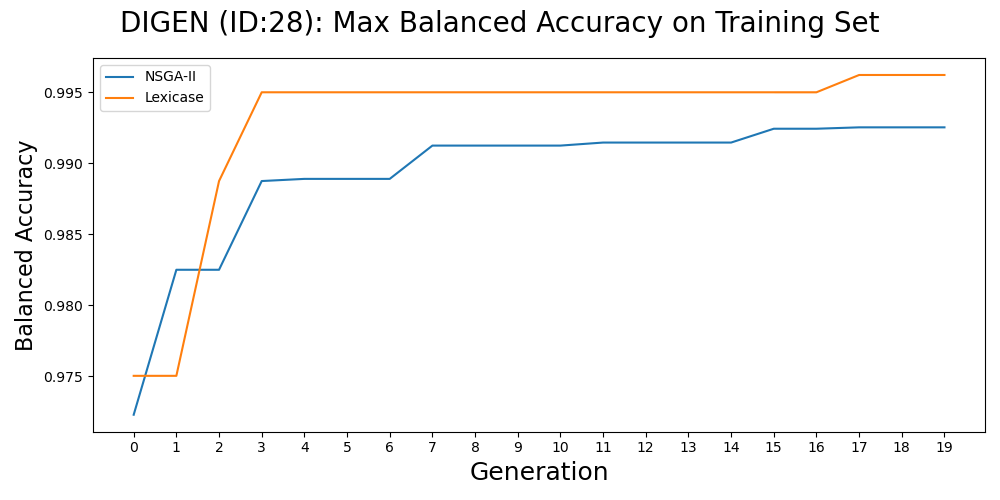 DIGEN (ID:28): Max Balanced Accuracy on Training Set
NSGA-II
Lexicase
0.995
0.990
0.985
0.980
0.975
Balanced Accuracy
0 1 2 3 4 5 6 7 8 9 10 11 12 13 14 15 16 17 18 19
Generation